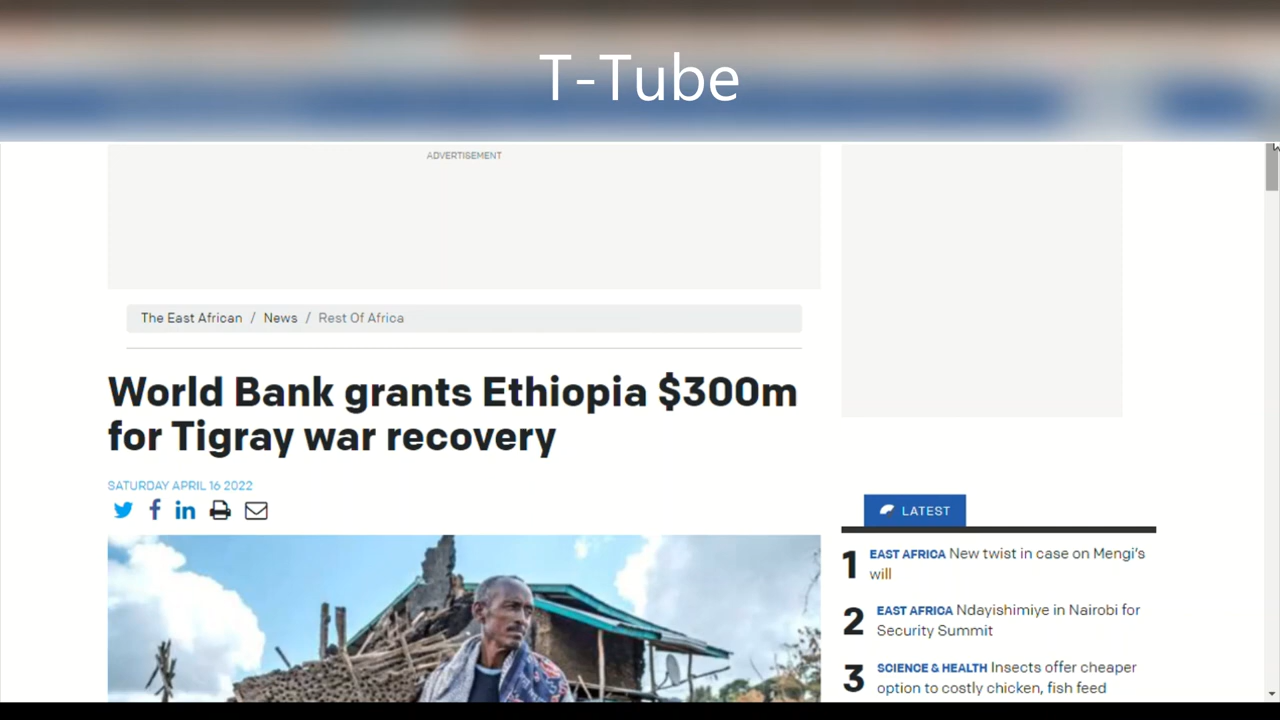 T-Tube
ADVERTISEMENT
The East African / News / Rest Of Africa
World Bank grants Ethiopia $300m
for Tigray war recovery
SATURDAY APRIL 16 2022
LATEST
1 EAST AFRICA New twist in case on Mengi's
will
2 EAST AFRICA Ndayishimiye in Nairobi for
Security Summit
3 SCIENCE & HEALTH Insects offer cheaper
option to costly chicken, fish feed